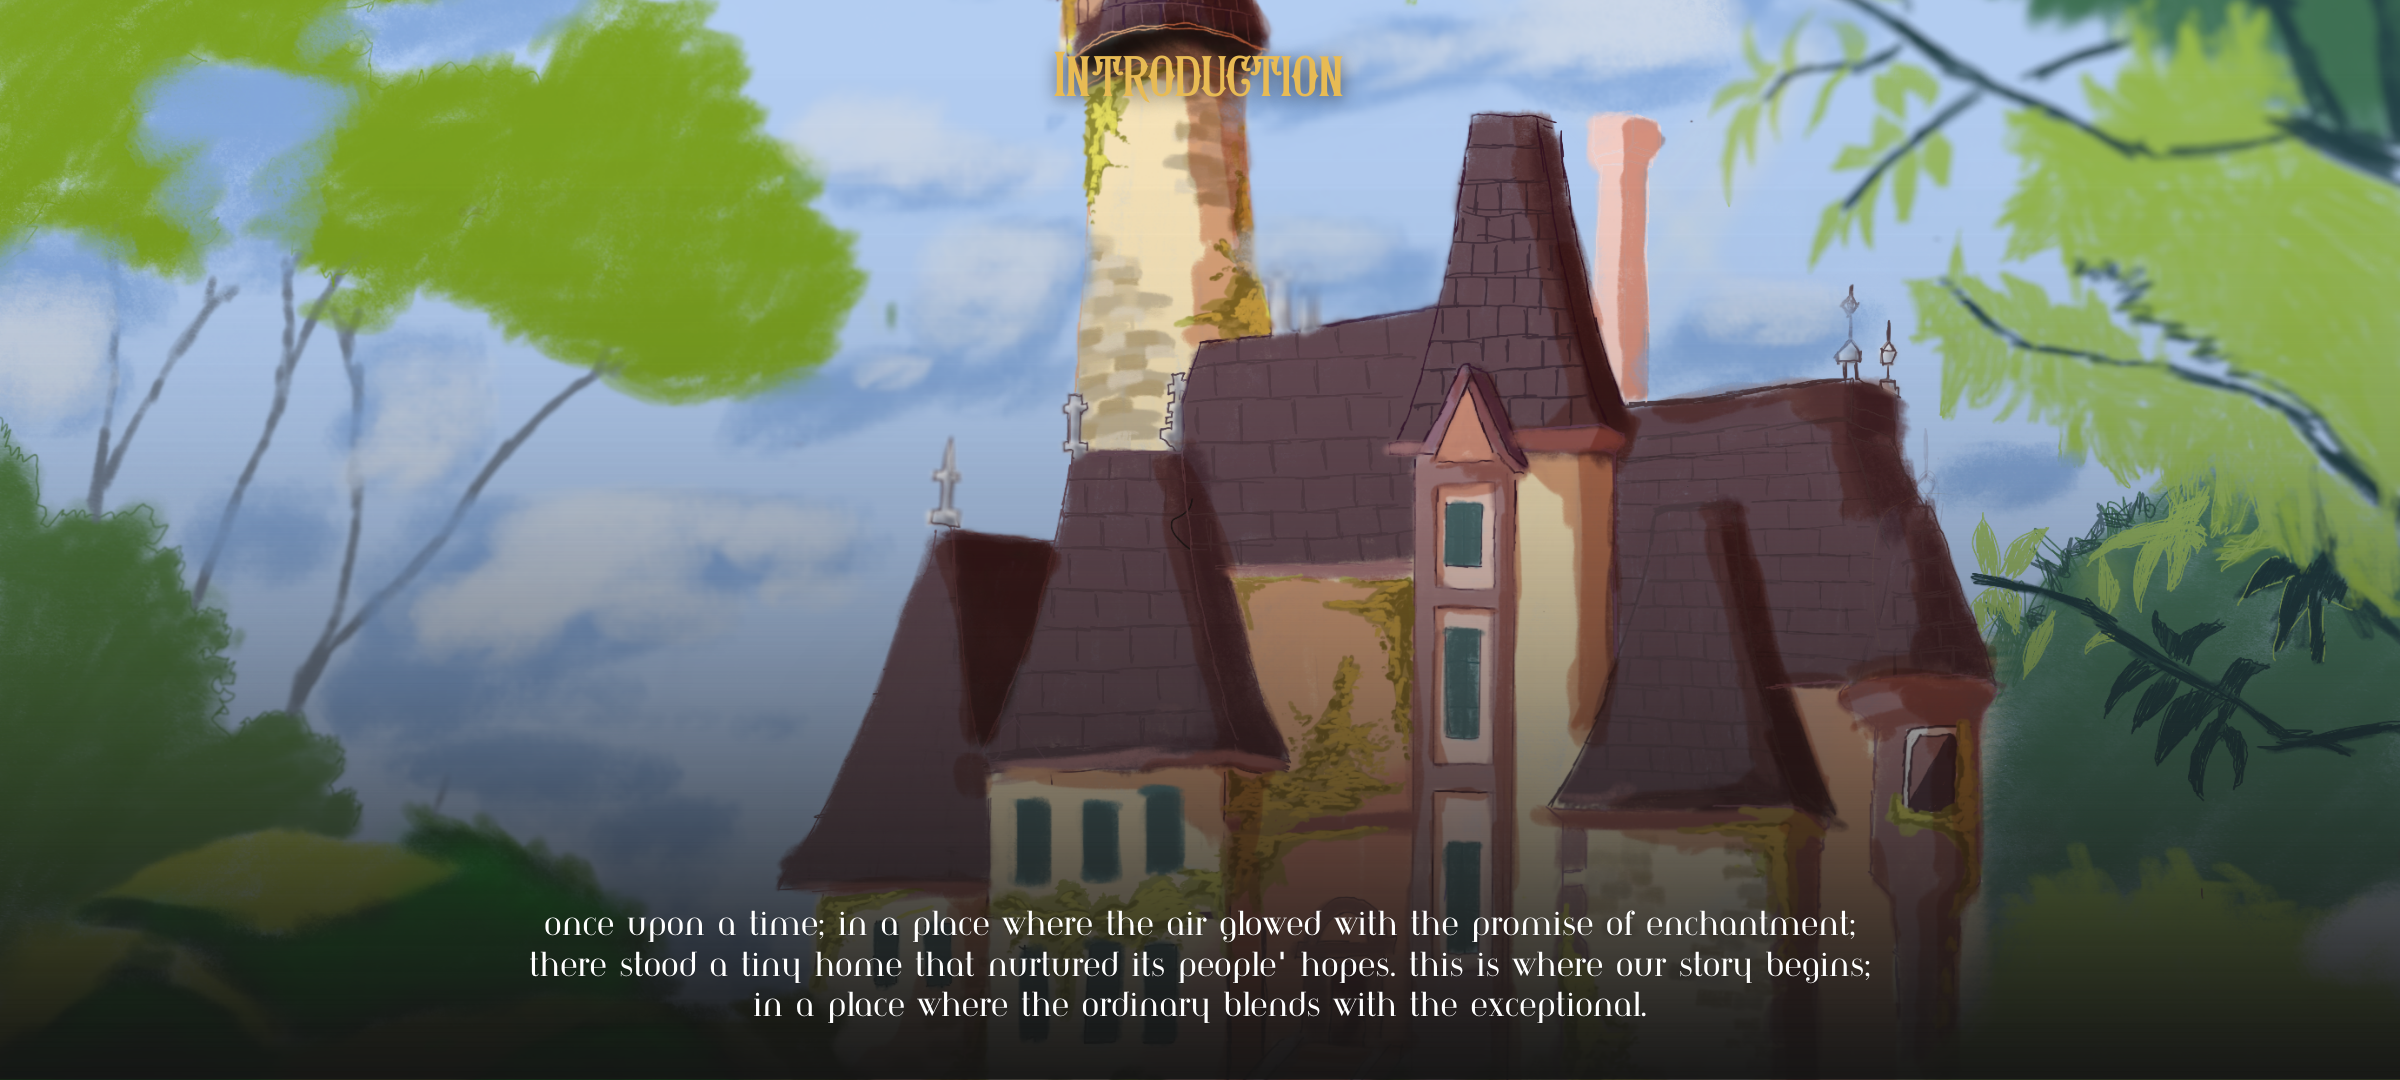 INTRODUCTION
once upon a time; in a place where the air glowed with the promise of enchantment;
there stood a tiny home that nurtured its people' hopes. this is where our story begins;
in a place where the ordinary blends with the exceptional.